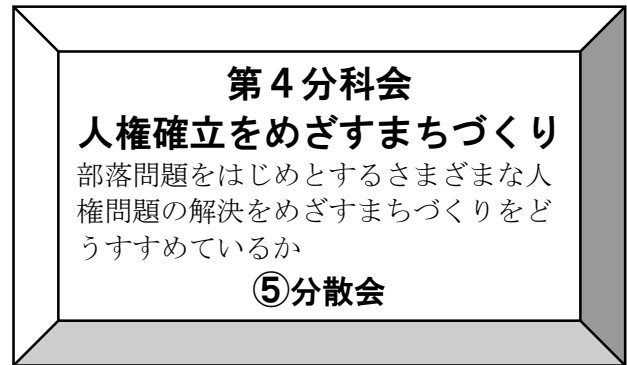 第４分科会
人権確立をめざすまちづくり
部落問題をはじめとするさまざまな人
権問題の解決をめざすまちづくりをど
うすすめているか
⑤分散会